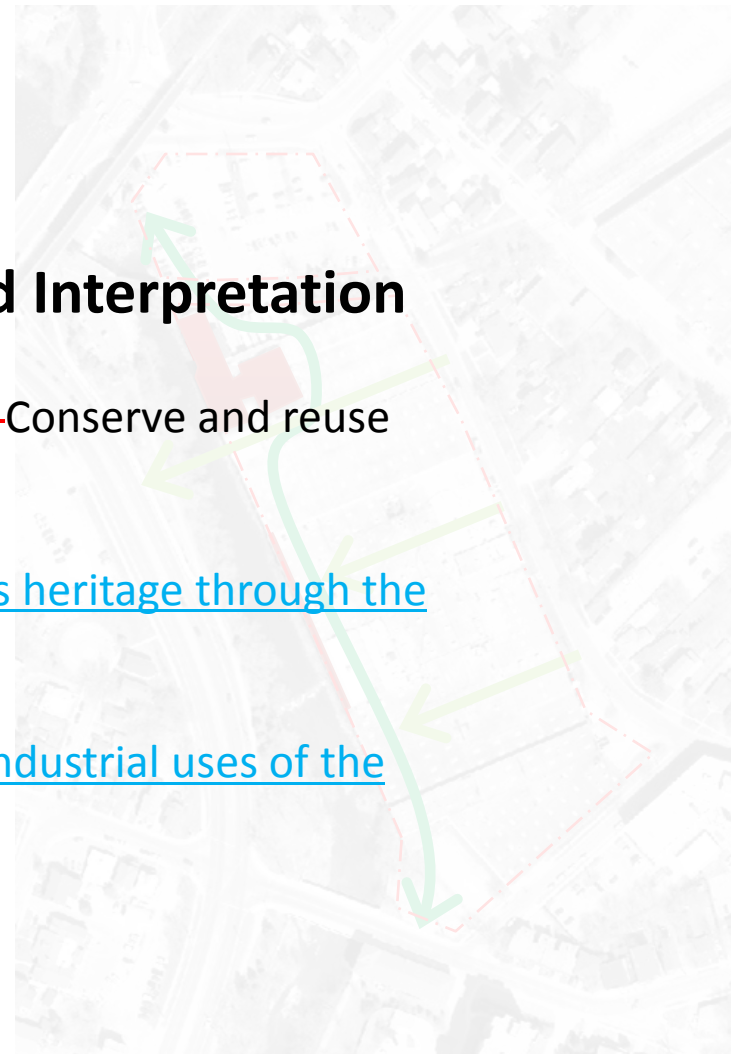 d Interpretation
Conserve and reuse
s heritage through the
ndustrial uses of the